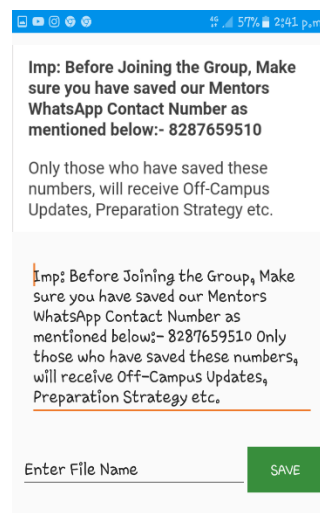 4G 57% 2:41 p.m
Imp: Before Joining the Group, Make
sure you have saved our Mentors
WhatsApp Contact Number as
mentioned below:- 8287659510
Only those who have saved these
numbers, will receive Off-Campus
Updates, Preparation Strategy etc.
Imp: Before Joining the Group, Make
sure you have saved our Mentors
WhatsApp Contact Number as
mentioned below:- 8287659510 Only
those who have saved these numbers,
will receive Off-Campus Updates,
Preparation Strategy etc.
Enter File Name
SAVE